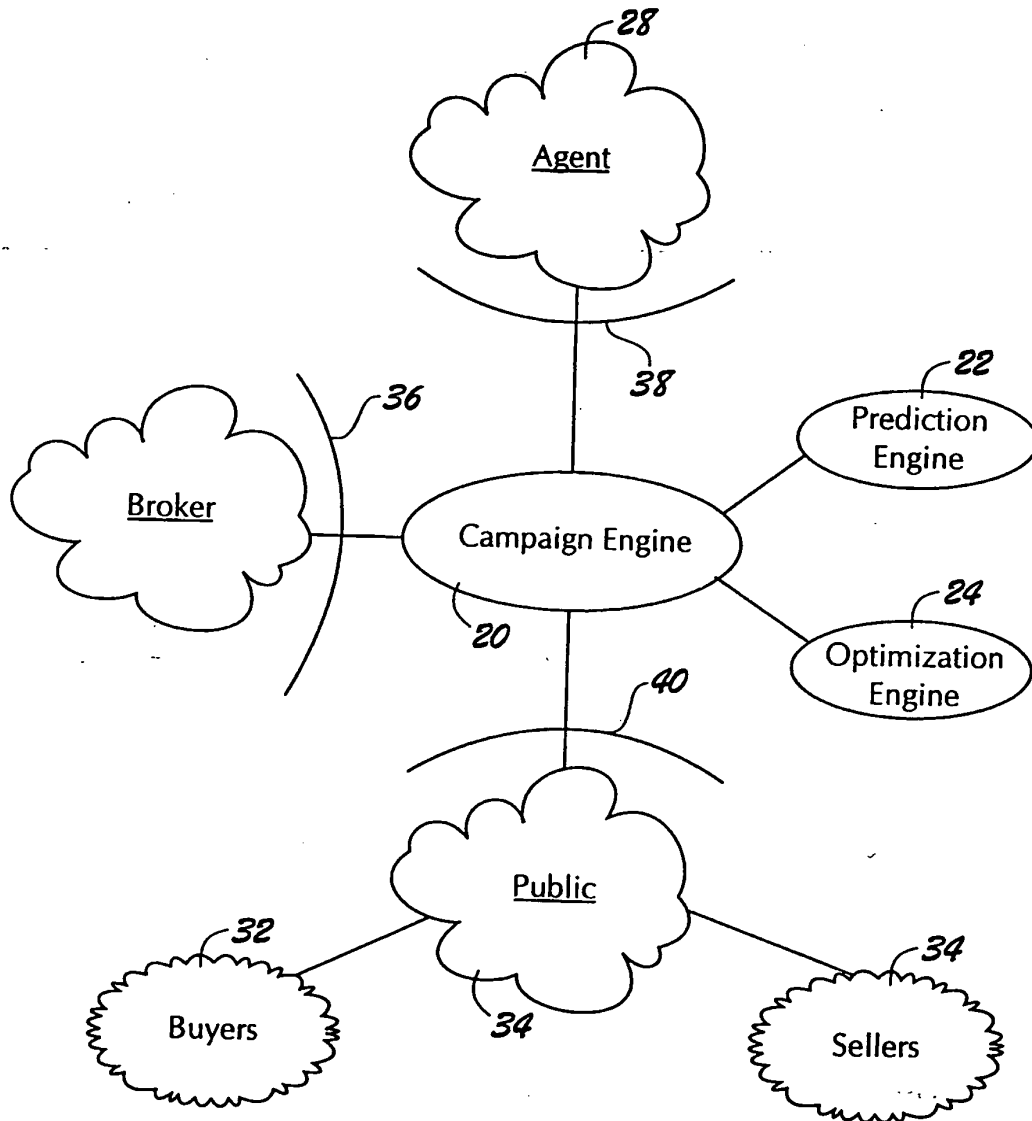 28
Agent
38
36
22
Prediction
Engine
Broker
Campaign Engine
20
24
Optimization
Engine
40
Public
32
Buyers
34
34
Sellers